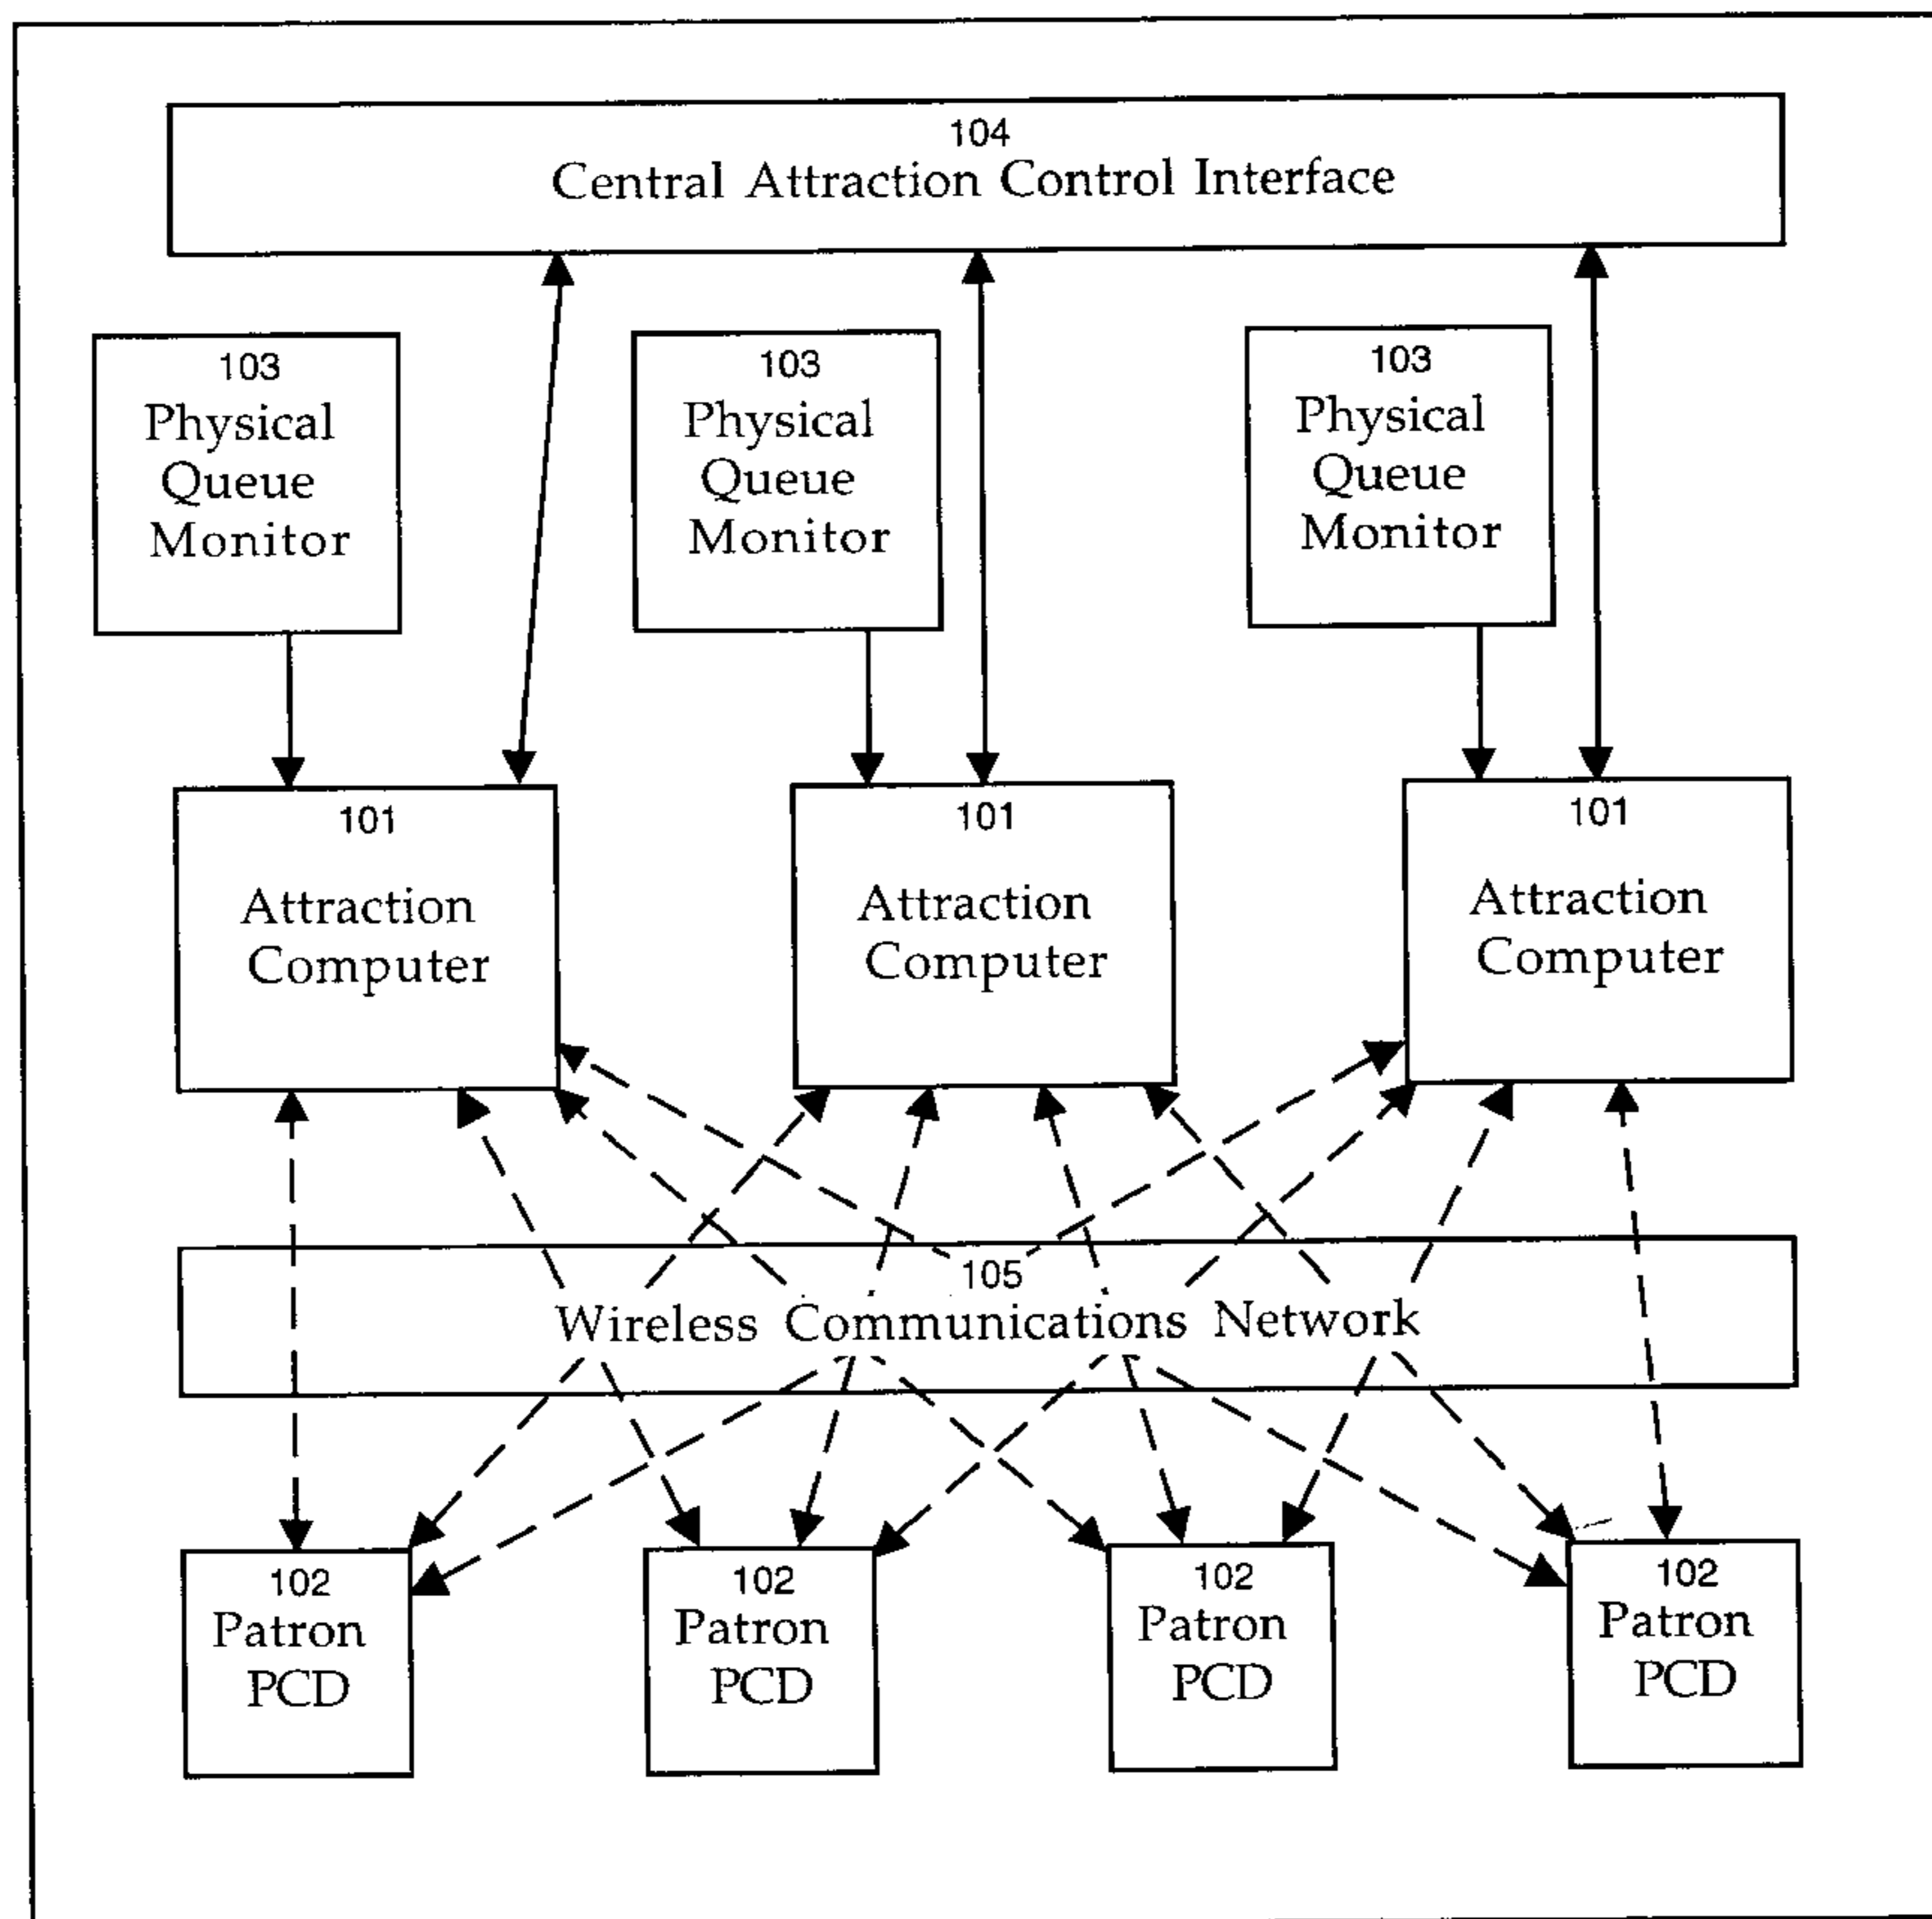 104
Central Attraction Control Interface
103
Physical
Queue
Monitor
103
Physical
Queue
Monitor
103
Physical
Queue
Monitor
101
Attraction
Computer
101
Attraction
Computer
101
Attraction
Computer
105
Wireless Communications Network
102
Patron
PCD
102
Patron
PCD
102
Patron
PCD
102
Patron
PCD